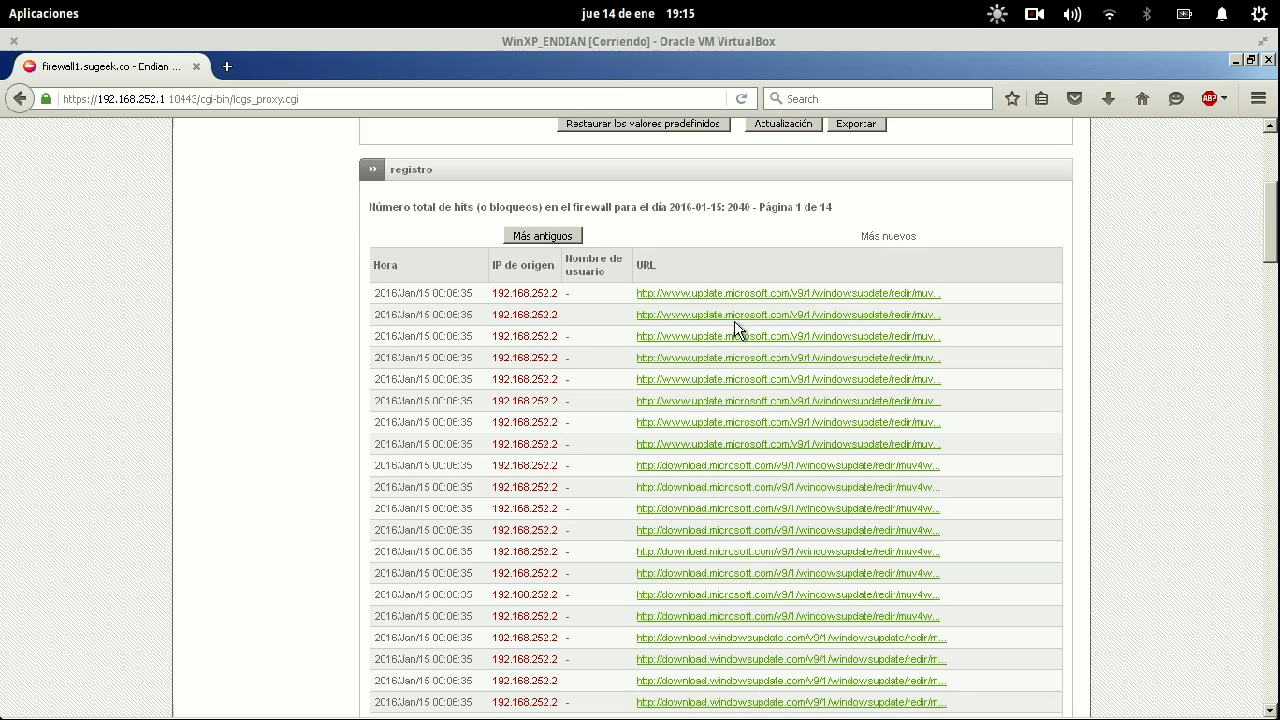 Aplicaciones jue 14 de ene 19:15
WinXP_ENDIAN [Corriendo] - Oracle VM VirtualBox
firewall1.sugeek.co - Endian ...
https://192.168.252.1:10443/cgi-bin/logs_proxy.cgi Search ABP
Restaurar los valores predefinidos Actualización Exportar
registro
Número total de hits (o bloqueos) en el firewall para el día 2016-01-15: 2040 - Página 1 de 14
Más antiguos Más nuevos
Hora IP de origen Nombre de usuario URL
2016/Jan/15 00:06:35 192.168.252.2 - http://www.update.microsoft.com/v9/1/windowsupdate/redir/muv...
2016/Jan/15 00:06:35 192.168.252.2 http://www.update.microsoft.com/v9/1/windowsupdate/redir/muv...
2016/Jan/15 00:06:35 192.168.252.2 - http://www.update.microsoft.com/v9/1/windowsupdate/redir/muv...
2016/Jan/15 00:06:35 192.168.252.2 - http://www.update.microsoft.com/v9/1/windowsupdate/redir/muv...
2016/Jan/15 00:06:35 192.168.252.2 - http://www.update.microsoft.com/v9/1/windowsupdate/redir/muv...
2016/Jan/15 00:06:35 192.168.252.2 - http://www.update.microsoft.com/v9/1/windowsupdate/redir/muv...
2016/Jan/15 00:06:35 192.168.252.2 - http://www.update.microsoft.com/v9/1/windowsupdate/redir/muv...
2016/Jan/15 00:06:35 192.168.252.2 - http://www.update.microsoft.com/v9/1/windowsupdate/redir/muv...
2016/Jan/15 00:06:35 192.168.252.2 - http://download.microsoft.com/v9/1/windowsupdate/redir/muv4w...
2016/Jan/15 00:06:35 192.168.252.2 - http://download.microsoft.com/v9/1/windowsupdate/redir/muv4w...
2016/Jan/15 00:06:35 192.168.252.2 - http://download.microsoft.com/v9/1/windowsupdate/redir/muv4w...
2016/Jan/15 00:06:35 192.168.252.2 - http://download.microsoft.com/v9/1/windowsupdate/redir/muv4w...
2016/Jan/15 00:06:35 192.168.252.2 - http://download.microsoft.com/v9/1/windowsupdate/redir/muv4w...
2016/Jan/15 00:06:35 192.168.252.2 - http://download.microsoft.com/v9/1/windowsupdate/redir/muv4w...
2016/Jan/15 00:06:35 192.168.252.2 - http://download.microsoft.com/v9/1/windowsupdate/redir/muv4w...
2016/Jan/15 00:06:35 192.168.252.2 - http://download.microsoft.com/v9/1/windowsupdate/redir/muv4w...
2016/Jan/15 00:06:35 192.168.252.2 - http://download.windowsupdate.com/v9/1/windowsupdate/redir/m...
2016/Jan/15 00:06:35 192.168.252.2 - http://download.windowsupdate.com/v9/1/windowsupdate/redir/m...
2016/Jan/15 00:06:35 192.168.252.2 http://download.windowsupdate.com/v9/1/windowsupdate/redir/m...
2016/Jan/15 00:06:35 192.168.252.2 - http://download.windowsupdate.com/v9/1/windowsupdate/redir/m...